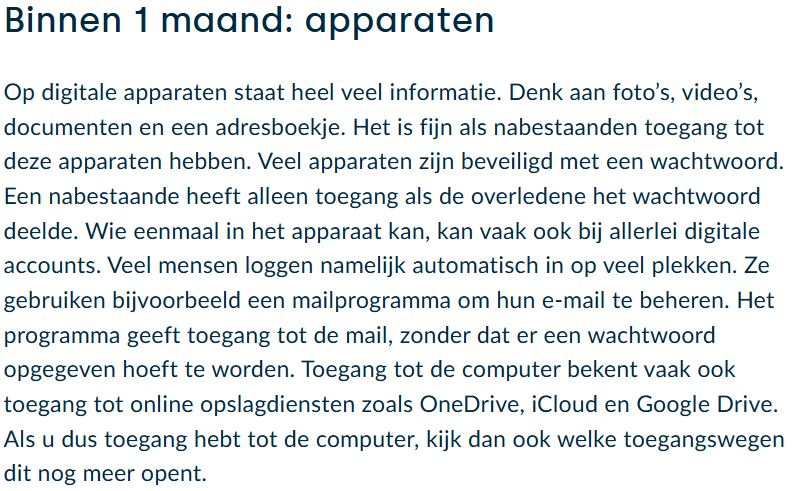 Binnen 1 maand: apparaten
Op digitale apparaten staat heel veel informatie. Denk aan foto's, video's,
documenten en een adresboekje. Het is fijn als nabestaanden toegang tot
deze apparaten hebben. Veel apparaten zijn beveiligd met een wachtwoord.
Een nabestaande heeft alleen toegang als de overledene het wachtwoord
deelde. Wie eenmaal in het apparaat kan, kan vaak ook bij allerlei digitale
accounts. Veel mensen loggen namelijk automatisch in op veel plekken. Ze
gebruiken bijvoorbeeld een mailprogramma om hun e-mail te beheren. Het
programma geeft toegang tot de mail, zonder dat er een wachtwoord
opgegeven hoeft te worden. Toegang tot de computer bekent vaak ook
toegang tot online opslagdiensten zoals OneDrive, iCloud en Google Drive.
Als u dus toegang hebt tot de computer, kijk dan ook welke toegangswegen
dit nog meer opent.